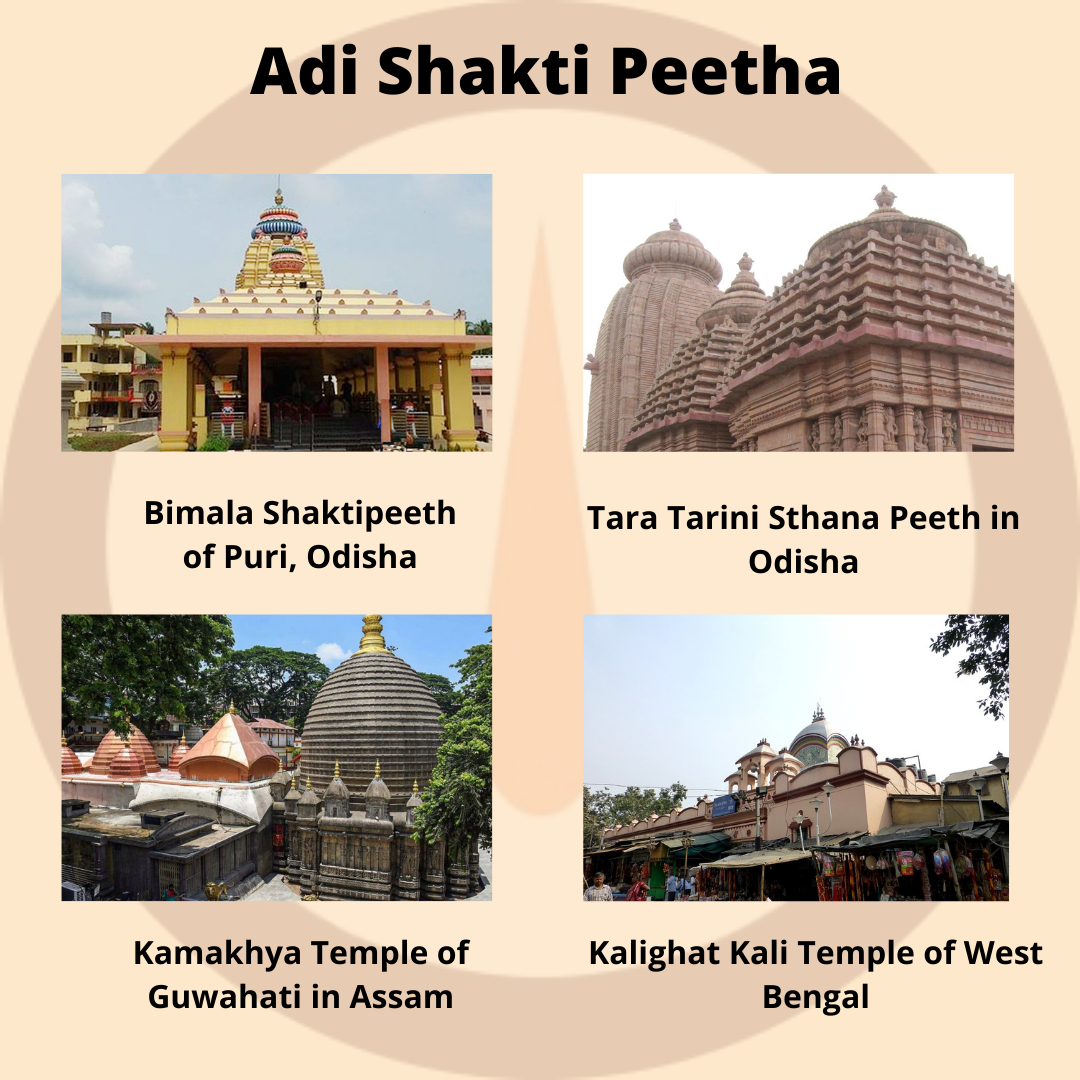 Adi Shakti Peetha
Bimala Shaktipeeth
of Puri, Odisha
Tara Tarini Sthana Peeth in
Odisha
Kamakhya Temple of
Guwahati in Assam
Kalighat Kali Temple of West
Bengal